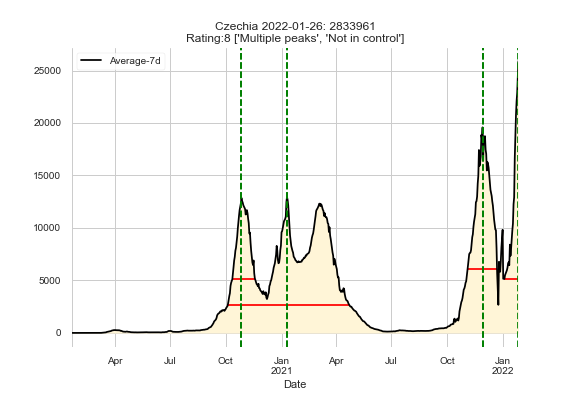 Czechia 2022-01-26: 2833961
Rating:8 ['Multiple peaks', 'Not in control']
Average-7d
25000
20000
15000
10000
5000
0
Apr Jul Oct Jan Apr Jul Oct Jan
2021 2022
Date